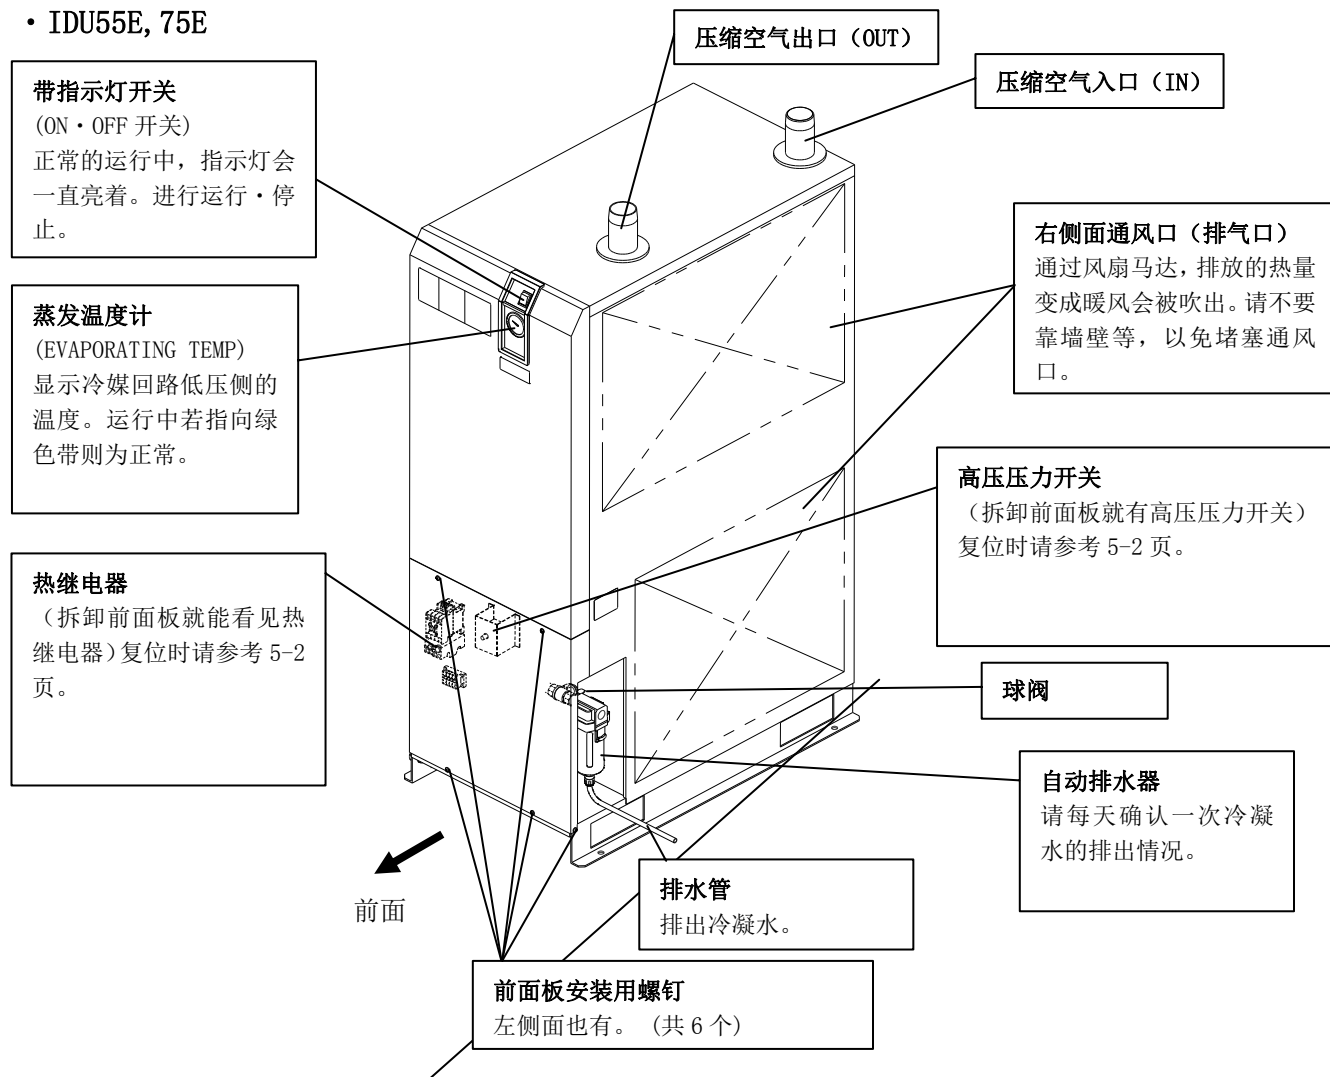 ・IDU55E, 75E
压缩空气出口（OUT）
压缩空气入口（IN）
带指示灯开关
(ON・OFF 开关)
正常的运行中，指示灯会
一直亮着。进行运行・停
止。
蒸发温度计
(EVAPORATING TEMP)
显示冷媒回路低压侧的
温度。运行中若指向绿
色带则为正常。
热继电器
（拆卸前面板就能看见热
继电器）复位时请参考 5-2
页。
右侧面通风口（排气口）
通过风扇马达，排放的热量
变成暖风会被吹出。请不要
靠墙壁等，以免堵塞通风
口。
高压压力开关
（拆卸前面板就有高压压力开关）
复位时请参考 5-2 页。
球阀
自动排水器
请每天确认一次冷凝
水的排出情况。
前面
排水管
排出冷凝水。
前面板安装用螺钉
左侧面也有。（共 6 个）